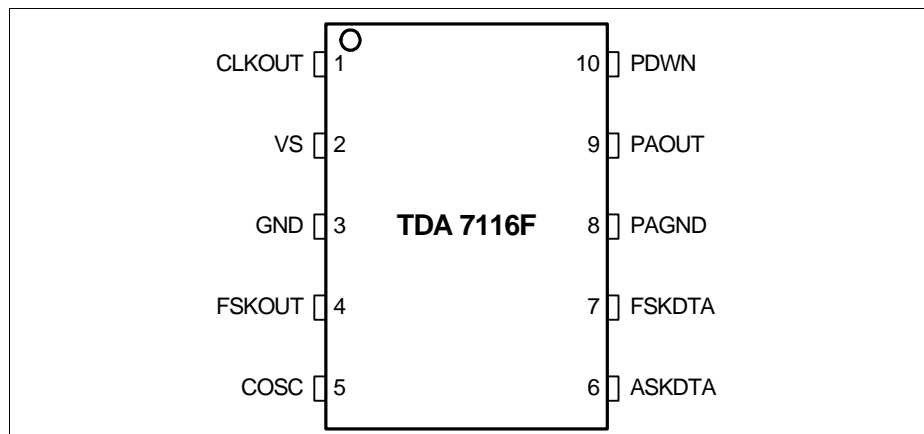 CLKOUT 1 10 PDWN
VS 2 9 PAOUT
GND 3 TDA 7116F 8 PAGND
FSKOUT 4 7 FSKDTA
COSC 5 6 ASKDTA